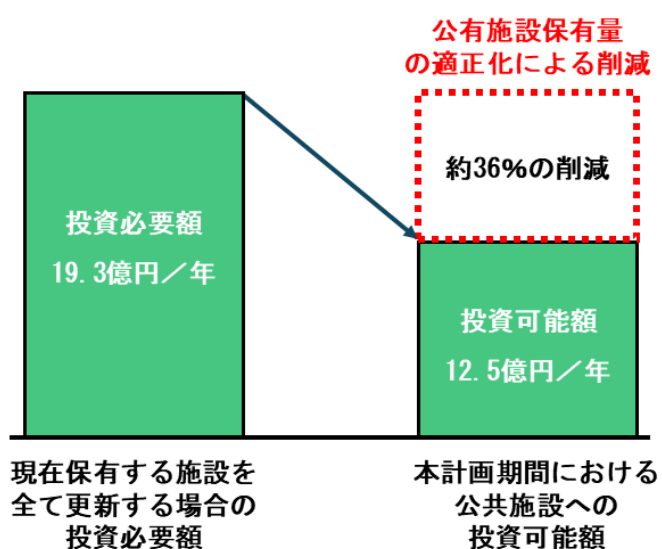 公有施設保有量
の適正化による削減
約36%の削減
投資必要額
19.3億円／年
投資可能額
12.5億円／年
現在保有する施設を
全て更新する場合の
投資必要額
本計画期間における
公共施設への
投資可能額